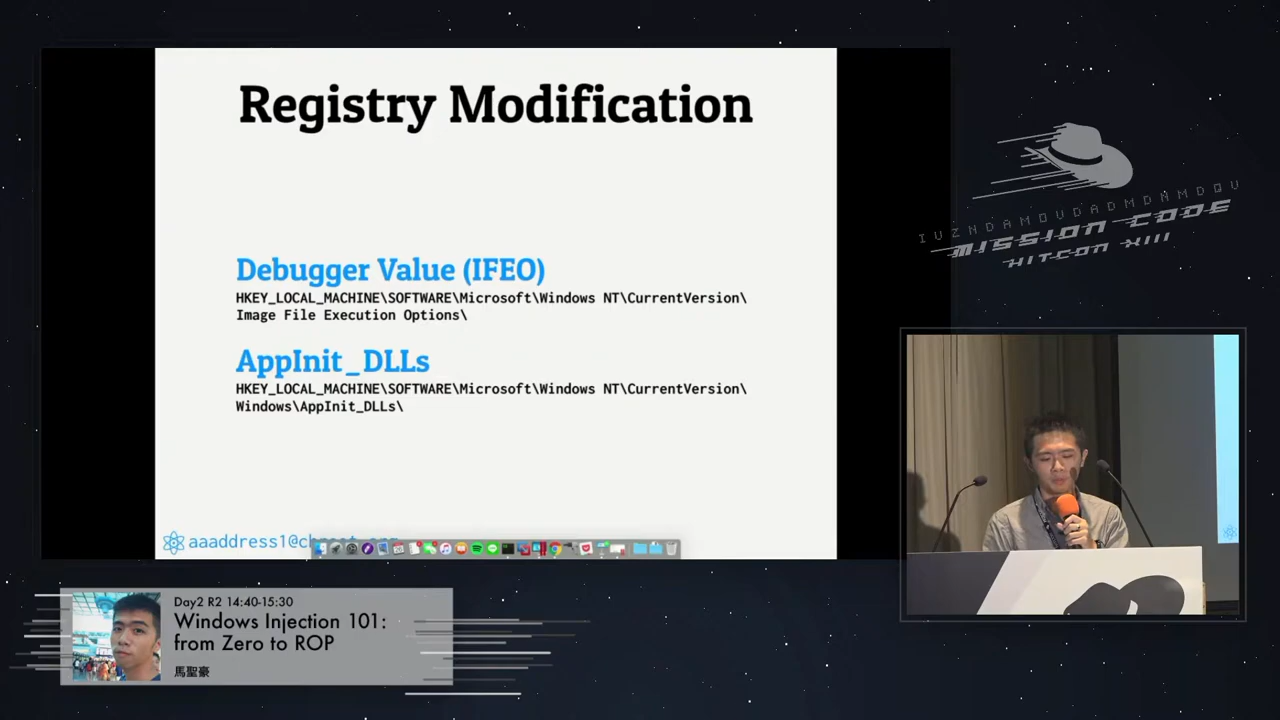 Registry Modification
Debugger Value (IFEO)
HKEY_LOCAL_MACHINE\SOFTWARE\Microsoft\Windows NT\CurrentVersion\
Image File Execution Options\
AppInit_DLLs
HKEY_LOCAL_MACHINE\SOFTWARE\Microsoft\Windows NT\CurrentVersion\
Windows\AppInit_DLLs\
IVZHDAMOVDADMDHMDQV
MISSION CODE
HITCON XIII
Day2 R2 14:40-15:30
Windows Injection 101:
from Zero to ROP
馬聖豪